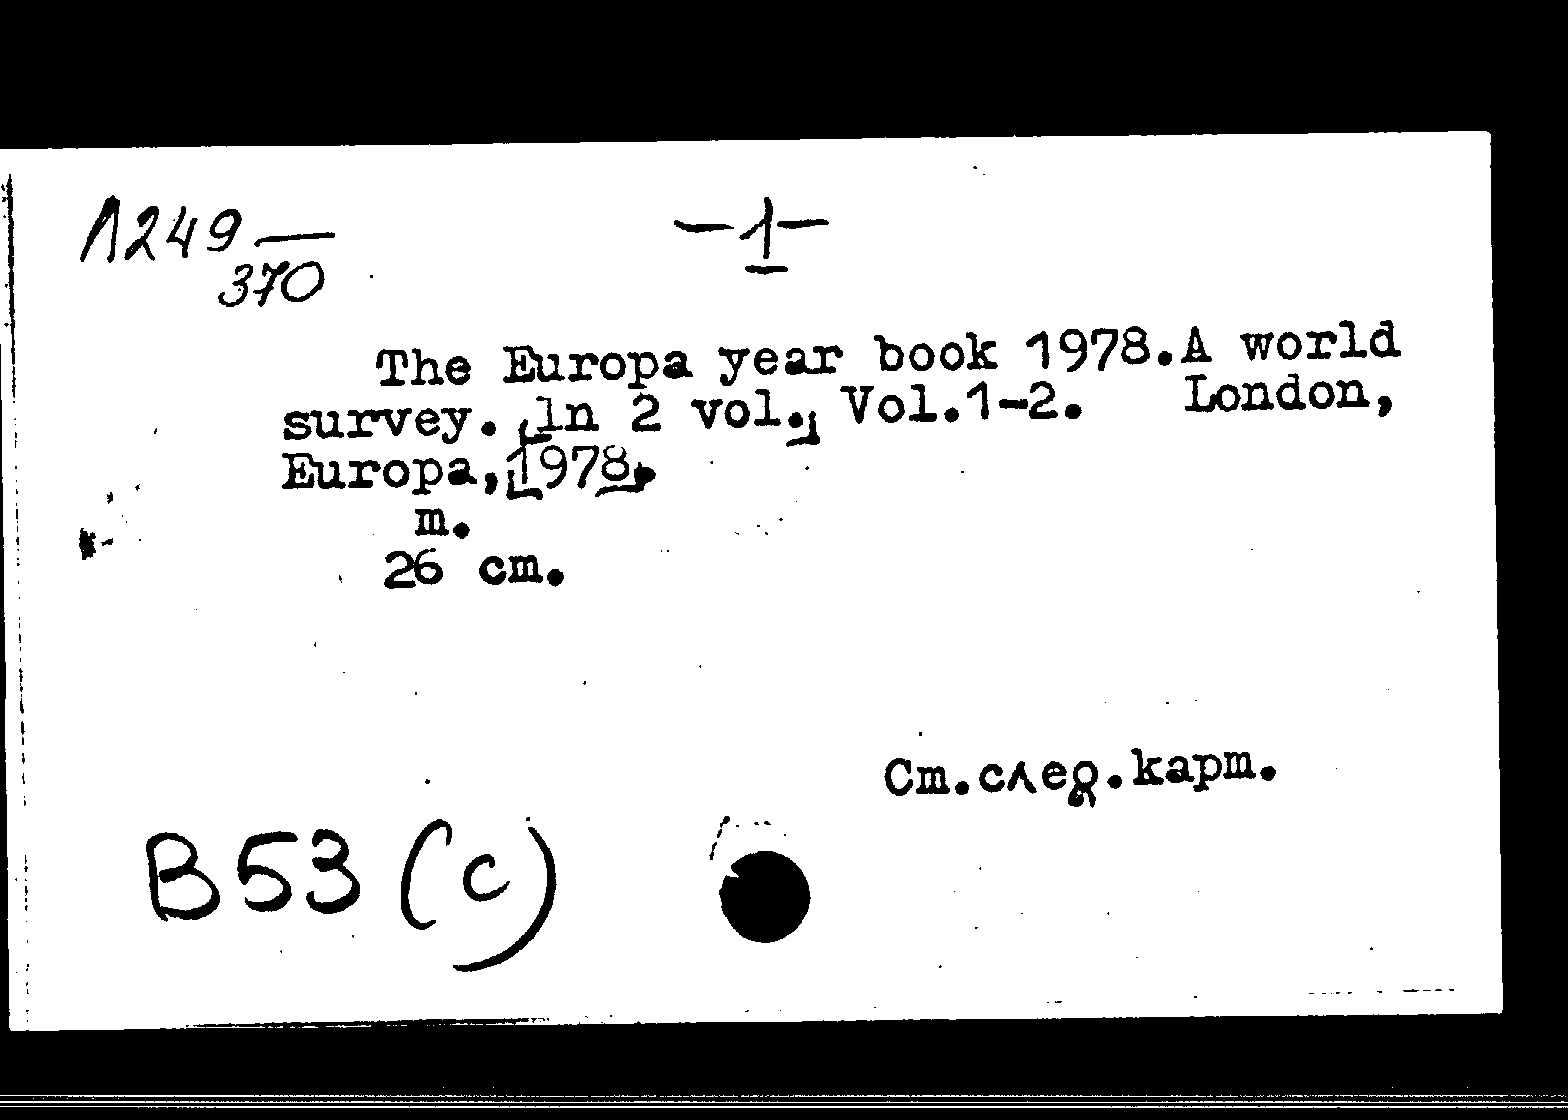 Л249
370
—1—
The Europa year book 1978.A world
survey. [In 2 vol.] Vol.1-2. London,
Europa,[1978].
т.
26 cm.
См.след.карт.
В53(с)